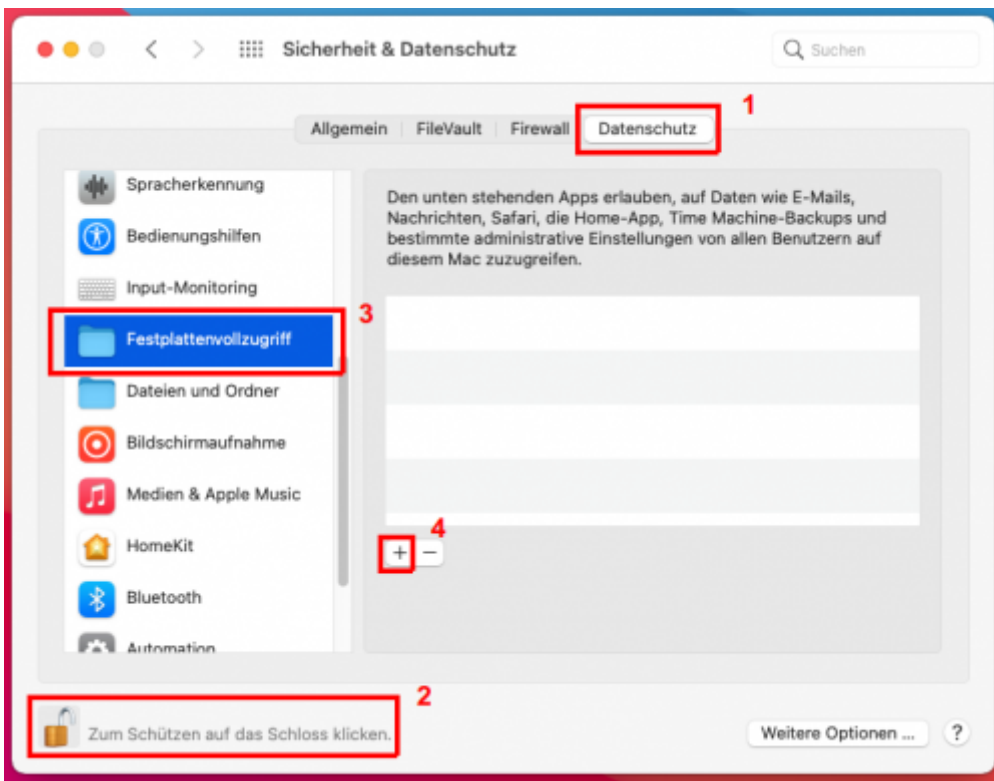 Sicherheit & Datenschutz
Suchen
1
Allgemein
FileVault
Firewall
Datenschutz
Spracherkennung
Bedienungshilfen
Input-Monitoring
3
Festplattenvollzugriff
Dateien und Ordner
Bildschirmaufnahme
Medien & Apple Music
HomeKit
Bluetooth
Automation
Den unten stehenden Apps erlauben, auf Daten wie E-Mails,
Nachrichten, Safari, die Home-App, Time Machine-Backups und
bestimmte administrative Einstellungen von allen Benutzern auf
diesem Mac zuzugreifen.
4
+ −
2
Zum Schützen auf das Schloss klicken.
Weitere Optionen ...
?